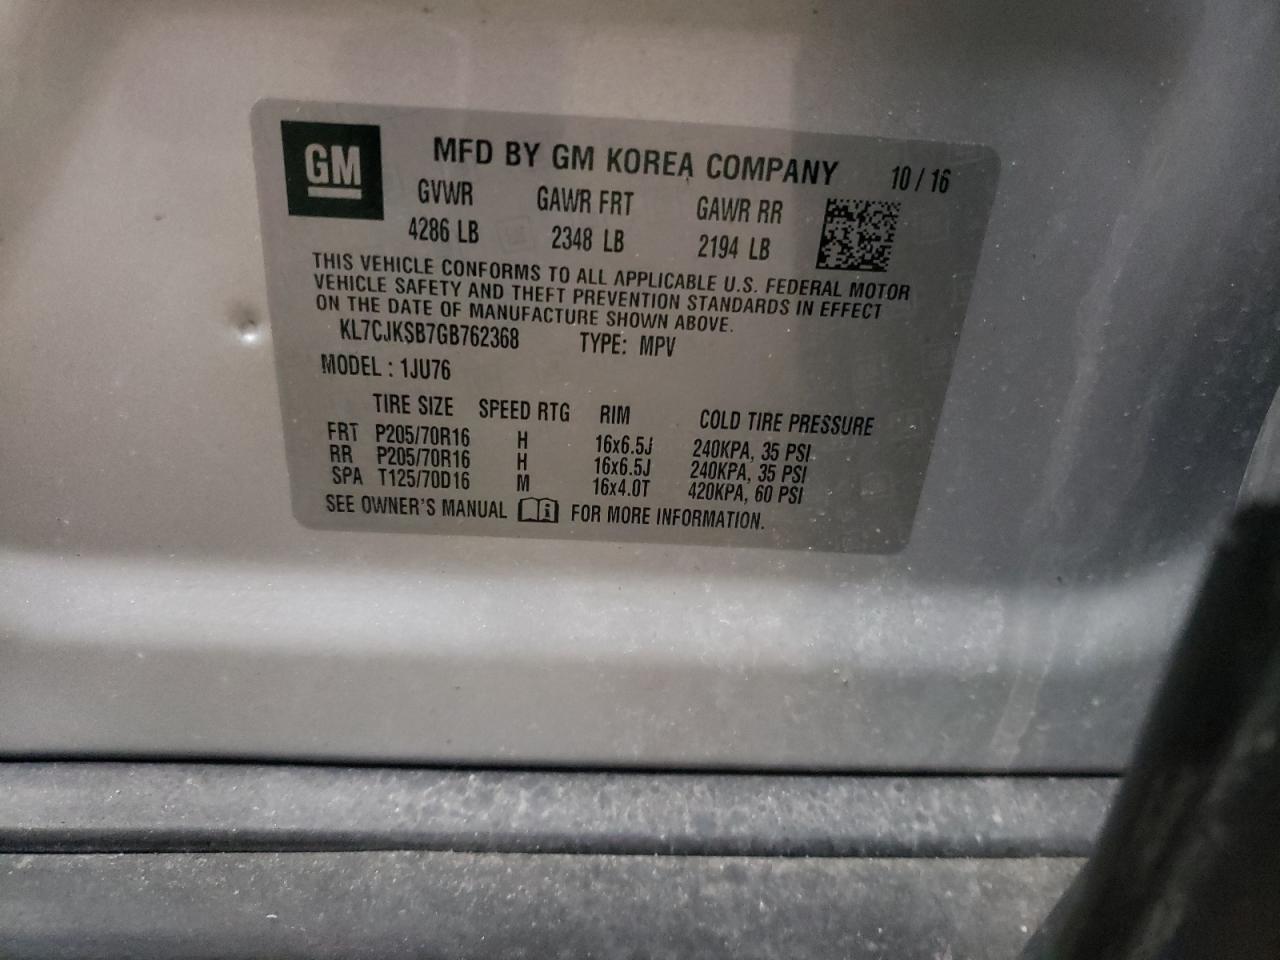 GM
MFD BY GM KOREA COMPANY 10 / 16
GVWR GAWR FRT GAWR RR
4286 LB 2348 LB 2194 LB
THIS VEHICLE CONFORMS TO ALL APPLICABLE U.S. FEDERAL MOTOR
VEHICLE SAFETY AND THEFT PREVENTION STANDARDS IN EFFECT
ON THE DATE OF MANUFACTURE SHOWN ABOVE.
KL7CJKSB7GB762368 TYPE: MPV
MODEL : 1JU76
TIRE SIZE SPEED RTG RIM COLD TIRE PRESSURE
FRT P205/70R16 H 16x6.5J 240KPA, 35 PSI
RR P205/70R16 H 16x6.5J 240KPA, 35 PSI
SPA T125/70D16 M 16x4.0T 420KPA, 60 PSI
SEE OWNER'S MANUAL FOR MORE INFORMATION.